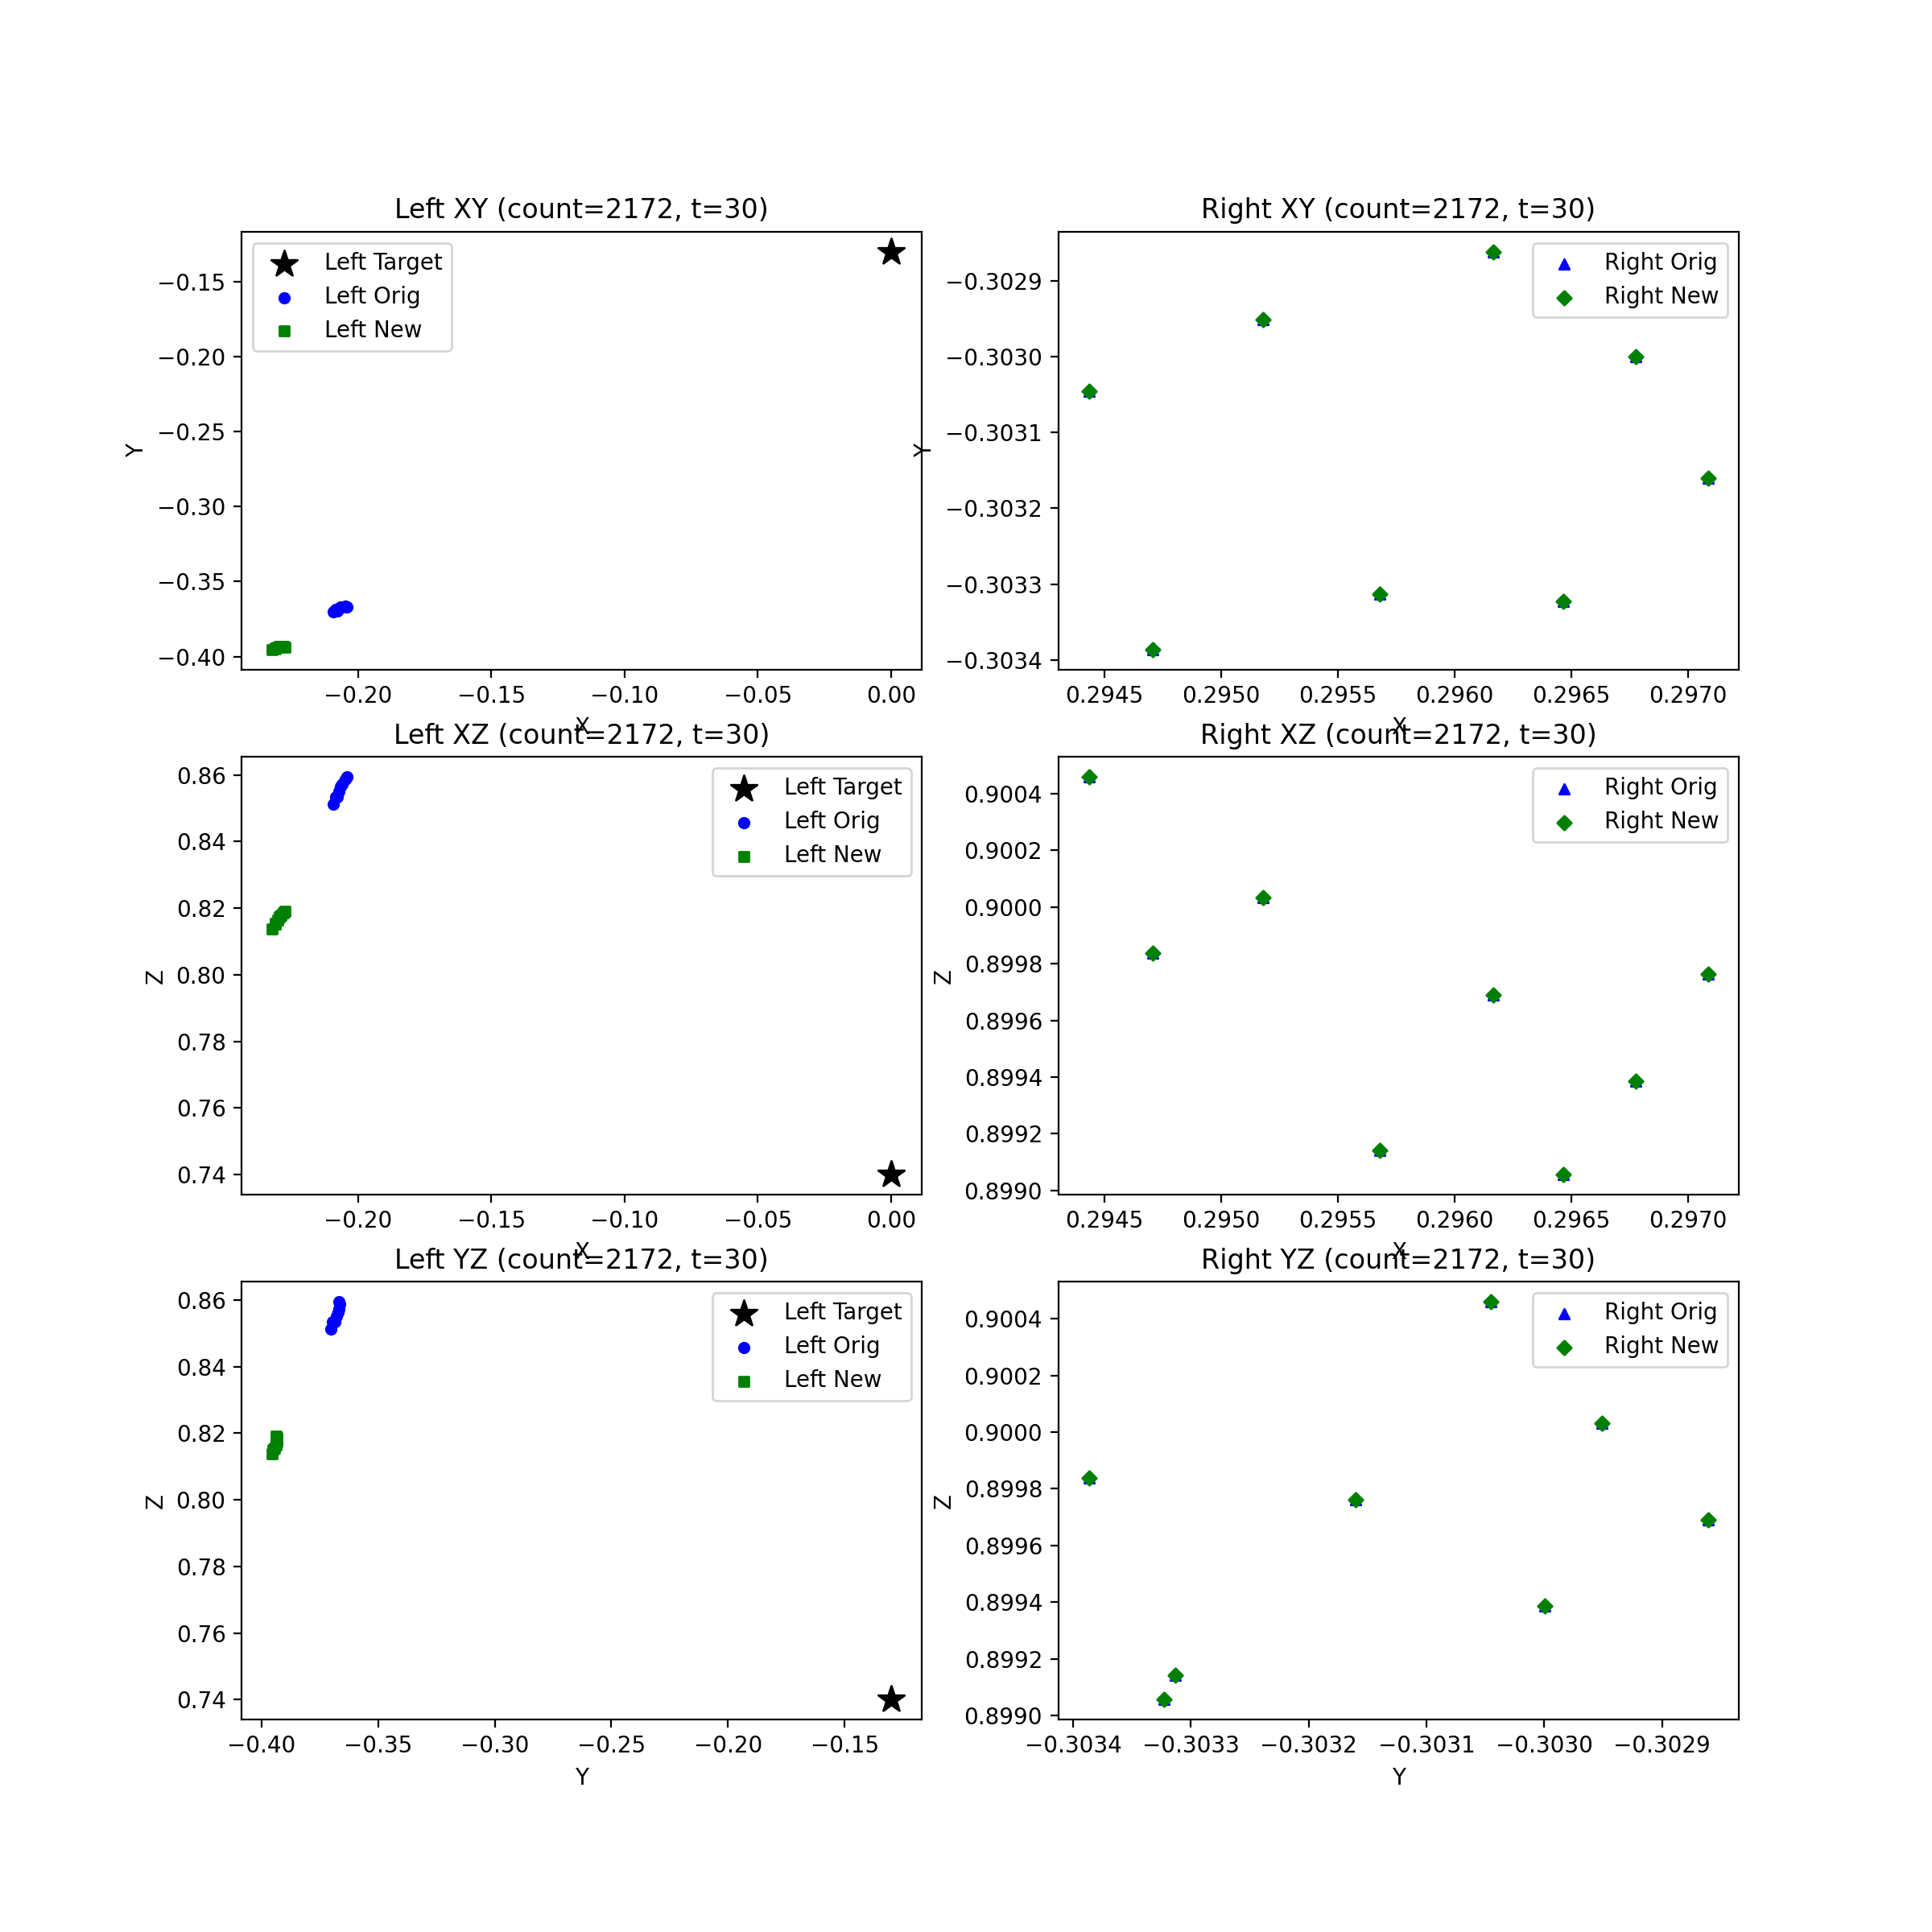 Left XY (count=2172, t=30)
Left Target
Left Orig
Left New
−0.15
−0.20
−0.25
−0.30
−0.35
−0.40
Y
−0.20 −0.15 −0.10 −0.05 0.00
X
Right XY (count=2172, t=30)
Right Orig
Right New
−0.3029
−0.3030
−0.3031
−0.3032
−0.3033
−0.3034
Y
0.2945 0.2950 0.2955 0.2960 0.2965 0.2970
X
Left XZ (count=2172, t=30)
Left Target
Left Orig
Left New
0.86
0.84
0.82
0.80
0.78
0.76
0.74
Z
−0.20 −0.15 −0.10 −0.05 0.00
X
Right XZ (count=2172, t=30)
Right Orig
Right New
0.9004
0.9002
0.9000
0.8998
0.8996
0.8994
0.8992
0.8990
Z
0.2945 0.2950 0.2955 0.2960 0.2965 0.2970
X
Left YZ (count=2172, t=30)
Left Target
Left Orig
Left New
0.86
0.84
0.82
0.80
0.78
0.76
0.74
Z
−0.40 −0.35 −0.30 −0.25 −0.20 −0.15
Y
Right YZ (count=2172, t=30)
Right Orig
Right New
0.9004
0.9002
0.9000
0.8998
0.8996
0.8994
0.8992
0.8990
Z
−0.3034 −0.3033 −0.3032 −0.3031 −0.3030 −0.3029
Y